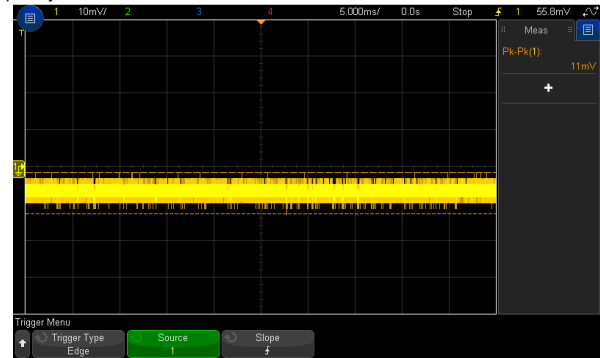 1 10mV/ 2 3 4 5.000ms/ 0.0s Stop 1 55.8mV
T
Meas
Pk-Pk(1):
11mV
+
1
Trigger Menu
Trigger Type
Edge
Source
1
Slope